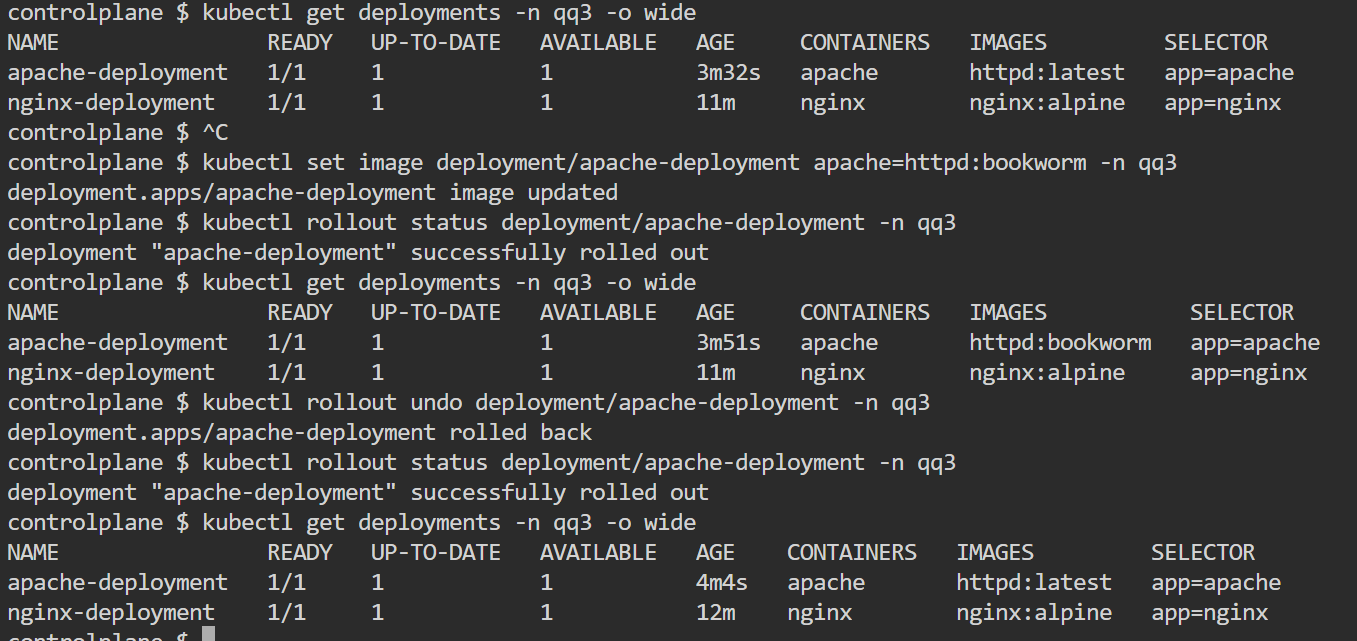 controlplane $ kubectl get deployments -n qq3 -o wide
NAME READY UP-TO-DATE AVAILABLE AGE CONTAINERS IMAGES SELECTOR
apache-deployment 1/1 1 1 3m32s apache httpd:latest app=apache
nginx-deployment 1/1 1 1 11m nginx nginx:alpine app=nginx
controlplane $ ^C
controlplane $ kubectl set image deployment/apache-deployment apache=httpd:bookworm -n qq3
deployment.apps/apache-deployment image updated
controlplane $ kubectl rollout status deployment/apache-deployment -n qq3
deployment "apache-deployment" successfully rolled out
controlplane $ kubectl get deployments -n qq3 -o wide
NAME READY UP-TO-DATE AVAILABLE AGE CONTAINERS IMAGES SELECTOR
apache-deployment 1/1 1 1 3m51s apache httpd:bookworm app=apache
nginx-deployment 1/1 1 1 11m nginx nginx:alpine app=nginx
controlplane $ kubectl rollout undo deployment/apache-deployment -n qq3
deployment.apps/apache-deployment rolled back
controlplane $ kubectl rollout status deployment/apache-deployment -n qq3
deployment "apache-deployment" successfully rolled out
controlplane $ kubectl get deployments -n qq3 -o wide
NAME READY UP-TO-DATE AVAILABLE AGE CONTAINERS IMAGES SELECTOR
apache-deployment 1/1 1 1 4m4s apache httpd:latest app=apache
nginx-deployment 1/1 1 1 12m nginx nginx:alpine app=nginx
controlplane $